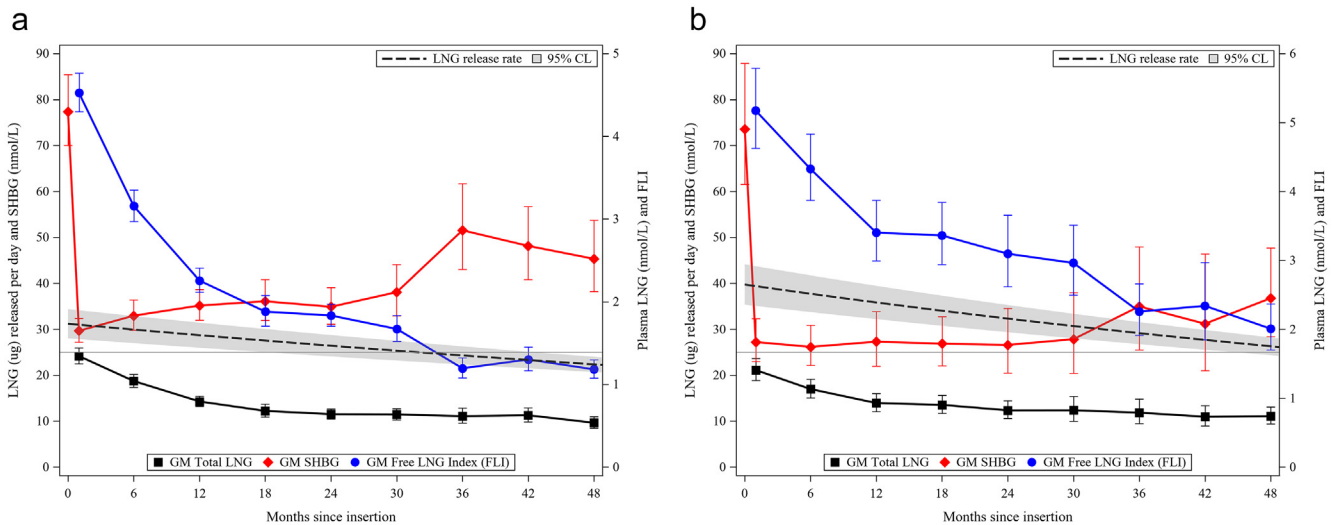 a
LNG release rate 95% CL
LNG (ug) released per day and SHBG (nmol/L)
90
80
70
60
50
40
30
20
10
0
5
4
3
2
1
0
Plasma LNG (nmol/L) and FLI
GM Total LNG GM SHBG GM Free LNG Index (FLI)
0 6 12 18 24 30 36 42 48
Months since insertion
b
LNG release rate 95% CL
LNG (ug) released per day and SHBG (nmol/L)
90
80
70
60
50
40
30
20
10
0
6
5
4
3
2
1
0
Plasma LNG (nmol/L) and FLI
GM Total LNG GM SHBG GM Free LNG Index (FLI)
0 6 12 18 24 30 36 42 48
Months since insertion